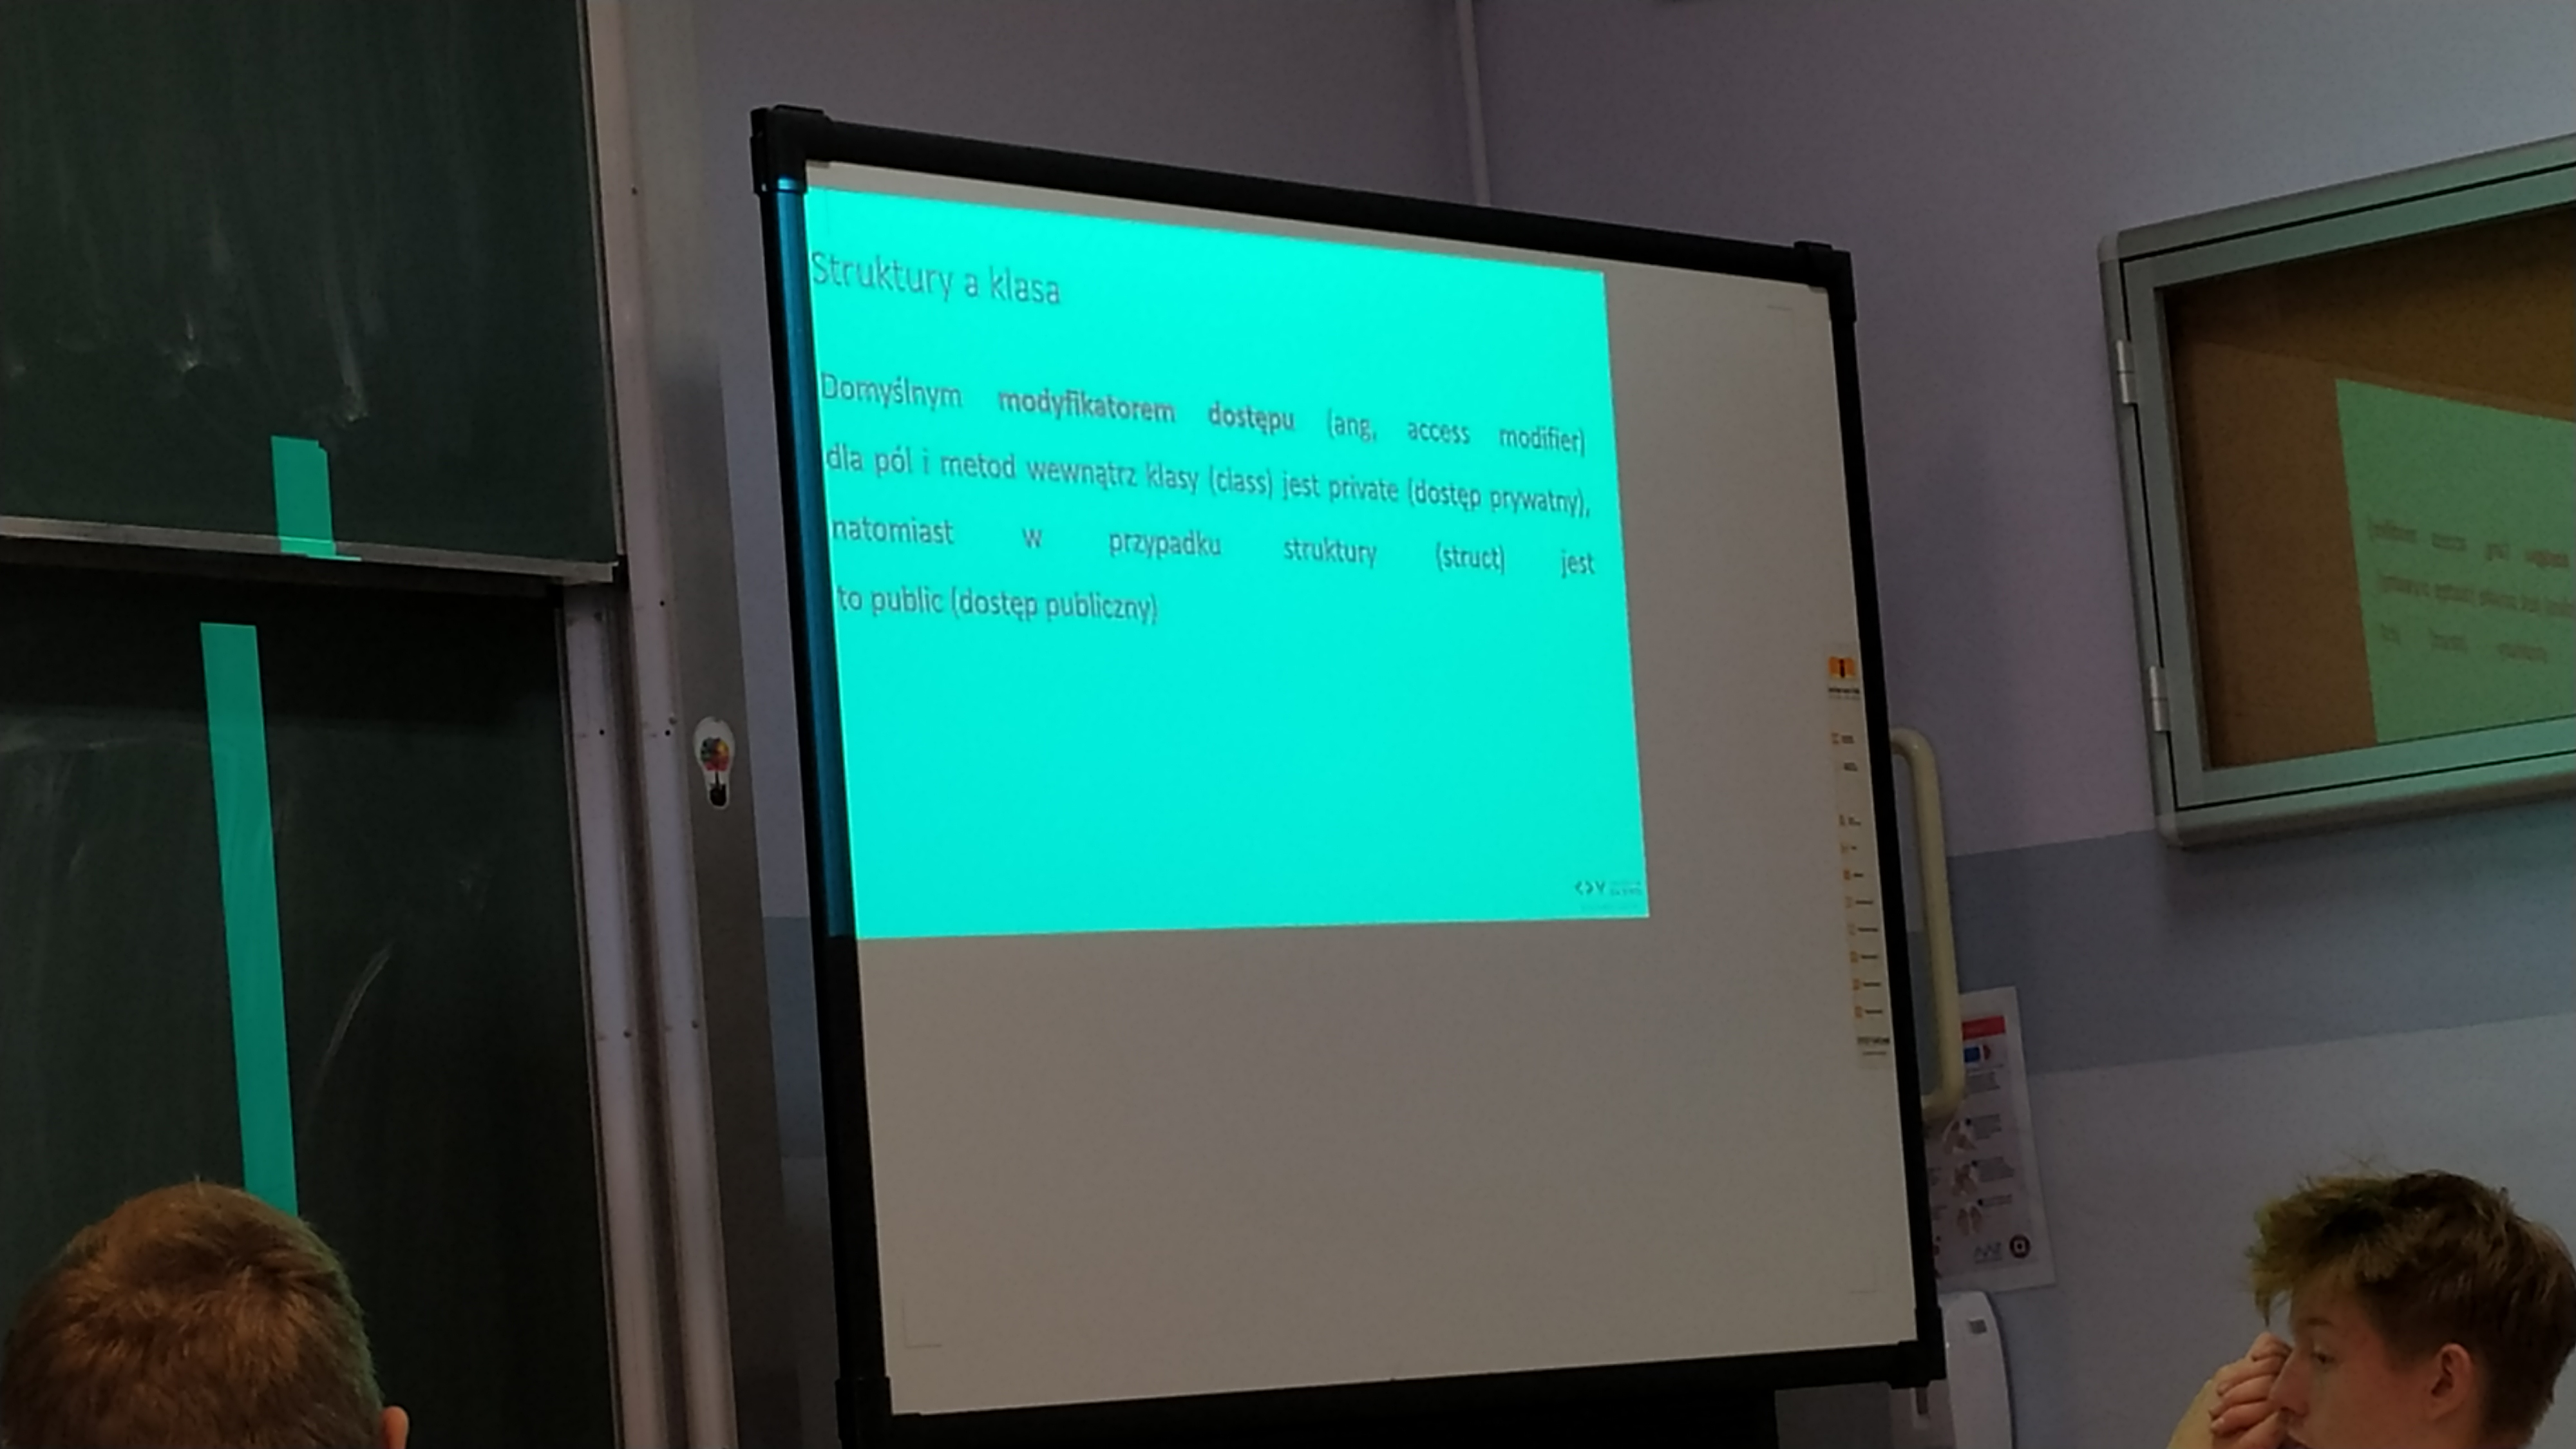 Struktury a klasa
Domyślnym modyfikatorem dostępu (ang, access modifier)
dla pól i metod wewnątrz klasy (class) jest private (dostęp prywatny),
natomiast w przypadku struktury (struct) jest
to public (dostęp publiczny)